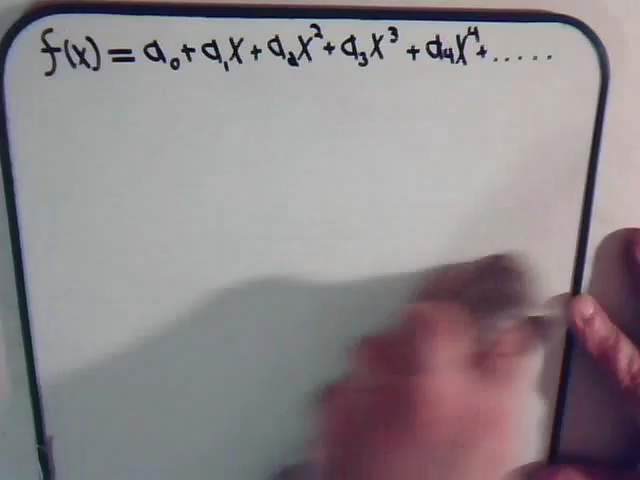 f(x) = a₀ + a₁x + a₂x² + a₃x³ + a₄x⁴ + .....